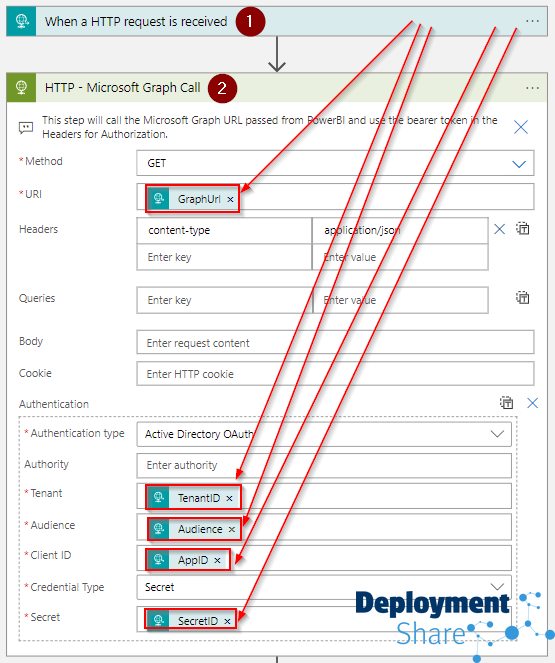 When a HTTP request is received 1
HTTP - Microsoft Graph Call 2
This step will call the Microsoft Graph URL passed from PowerBI and use the bearer token in the
Headers for Authorization.
* Method GET
* URI GraphUrl ×
Headers content-type application/json
Enter key Enter value
Queries Enter key Enter value
Body Enter request content
Cookie Enter HTTP cookie
Authentication
* Authentication type Active Directory OAuth
Authority Enter authority
* Tenant TenantID ×
* Audience Audience ×
* Client ID AppID ×
* Credential Type Secret
* Secret SecretID ×
Deployment
Share